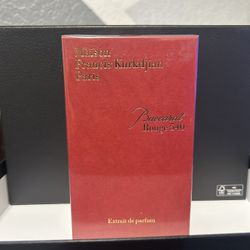 Maison
Francis Kurkdjian
Paris
Baccarat
Rouge 540
Extrait de parfum